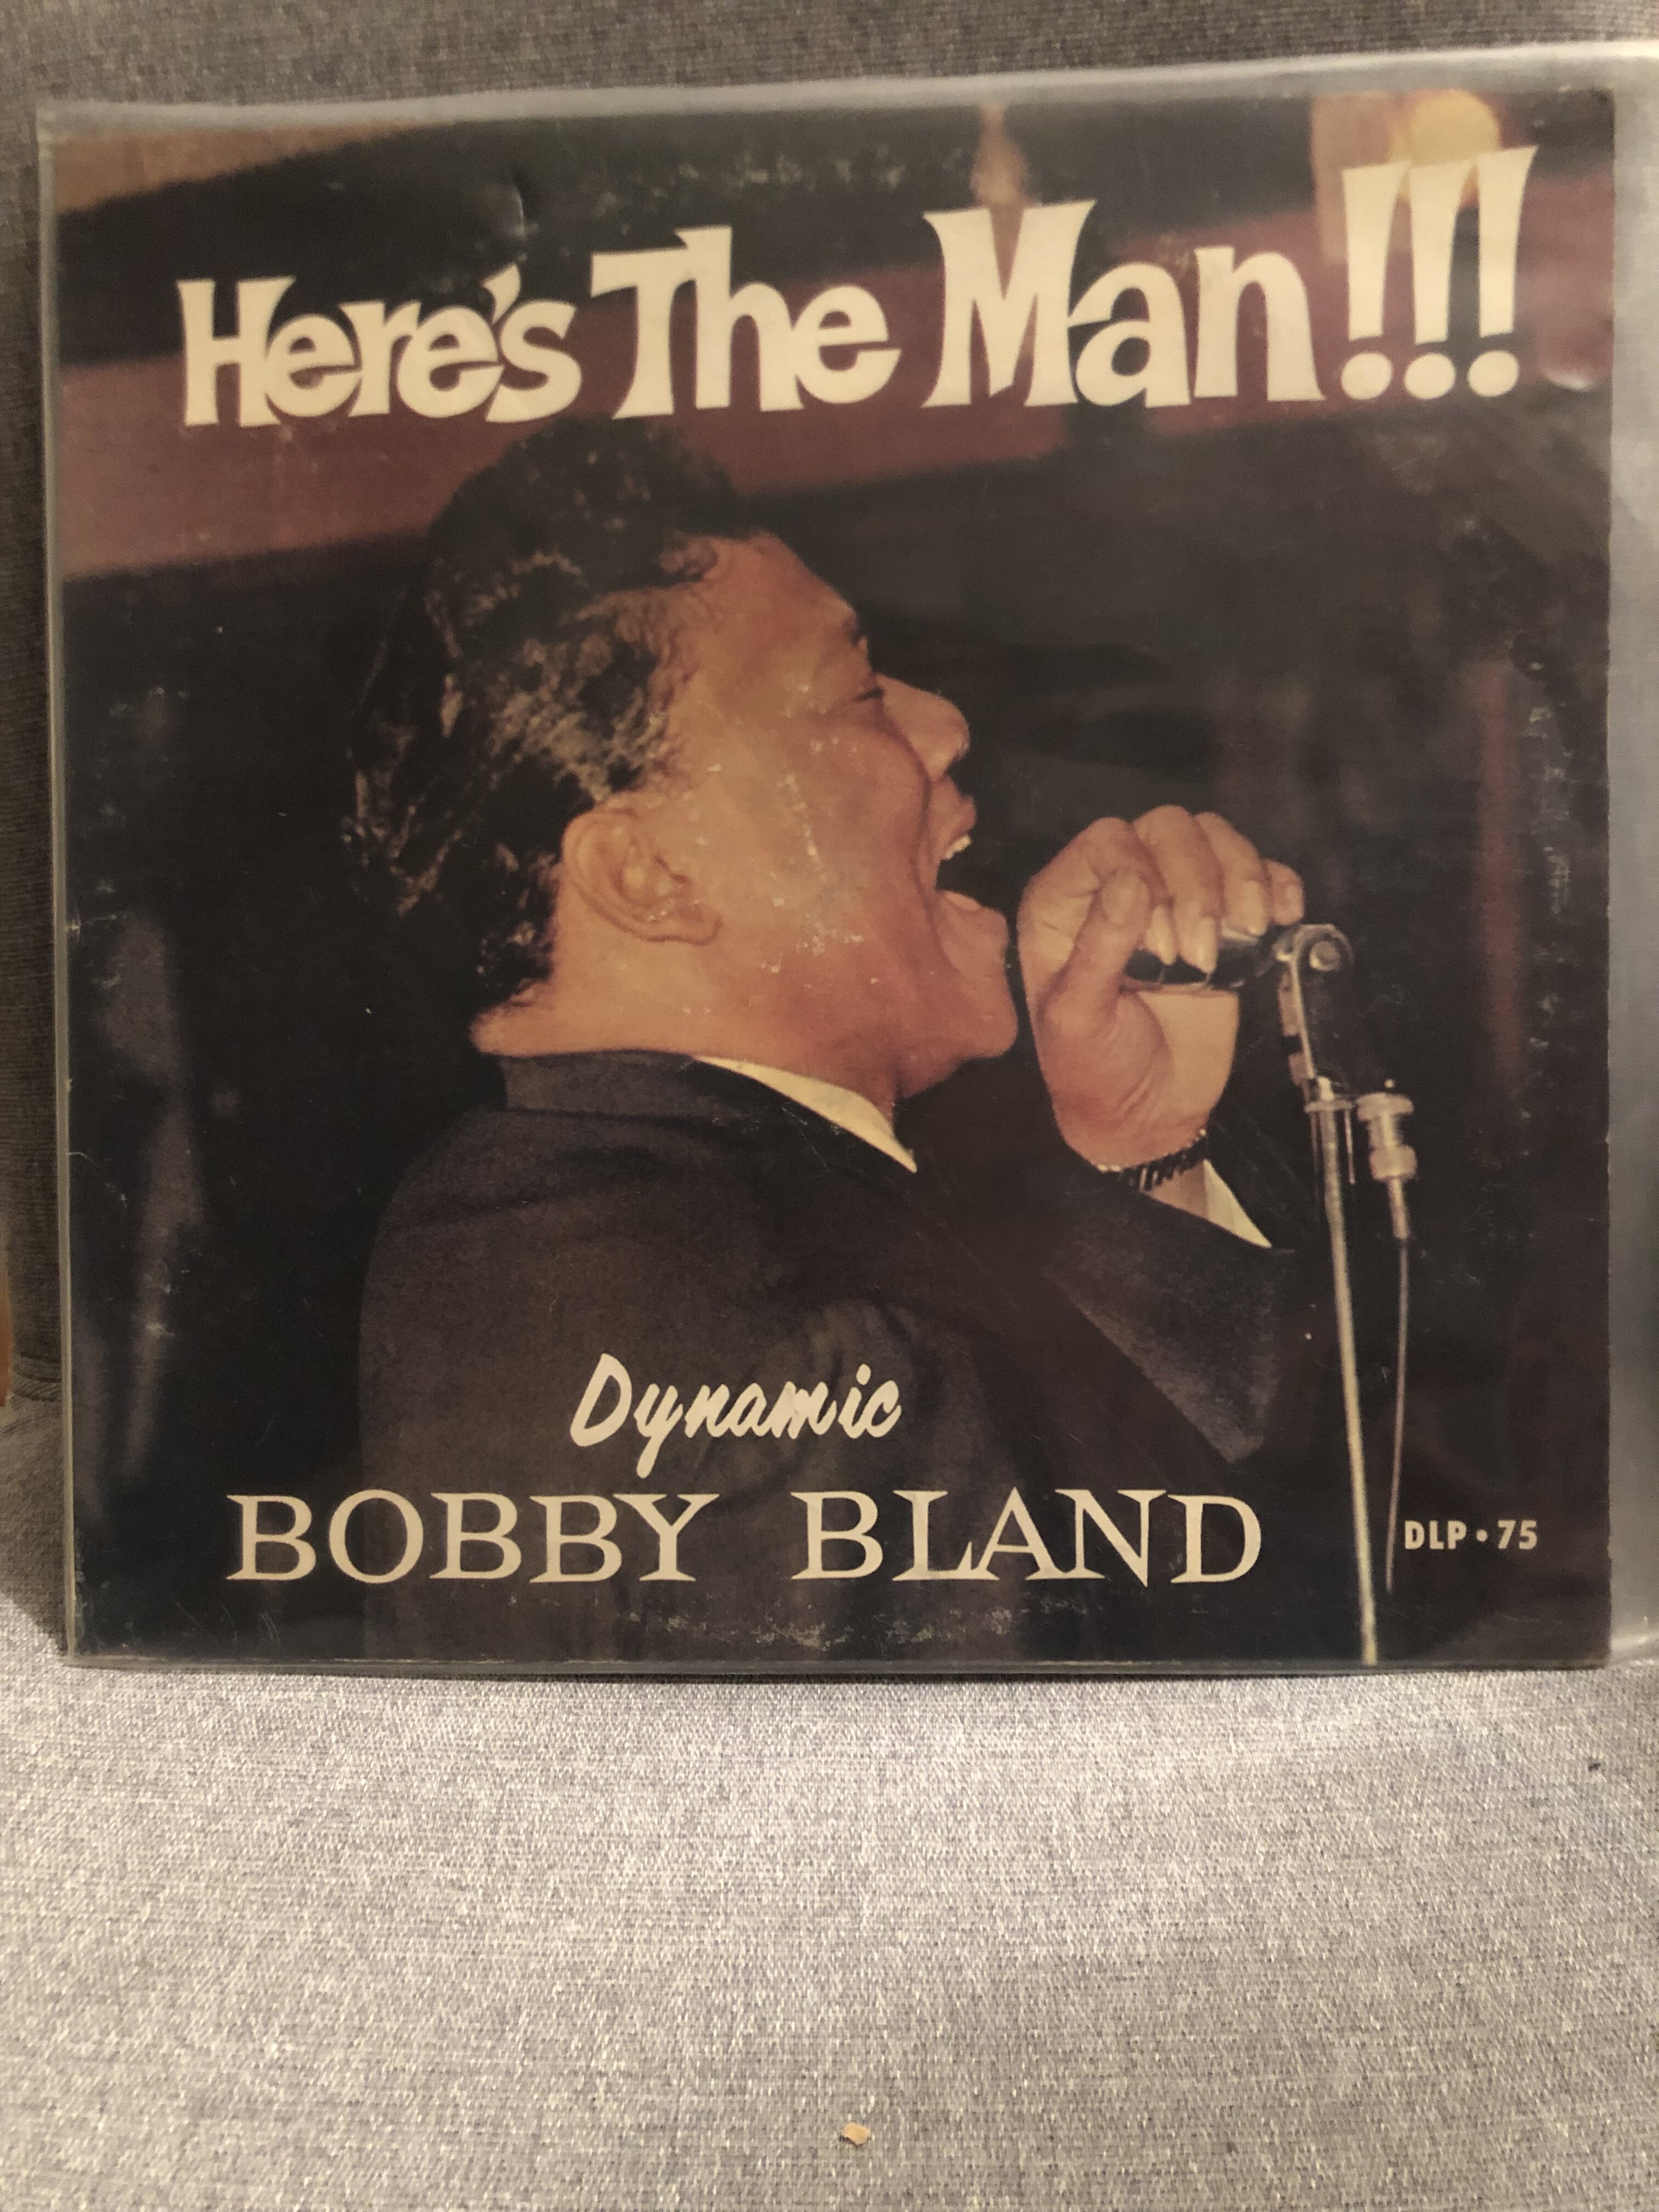 Here's The Man!!!
Dynamic
BOBBY BLAND
DLP • 75